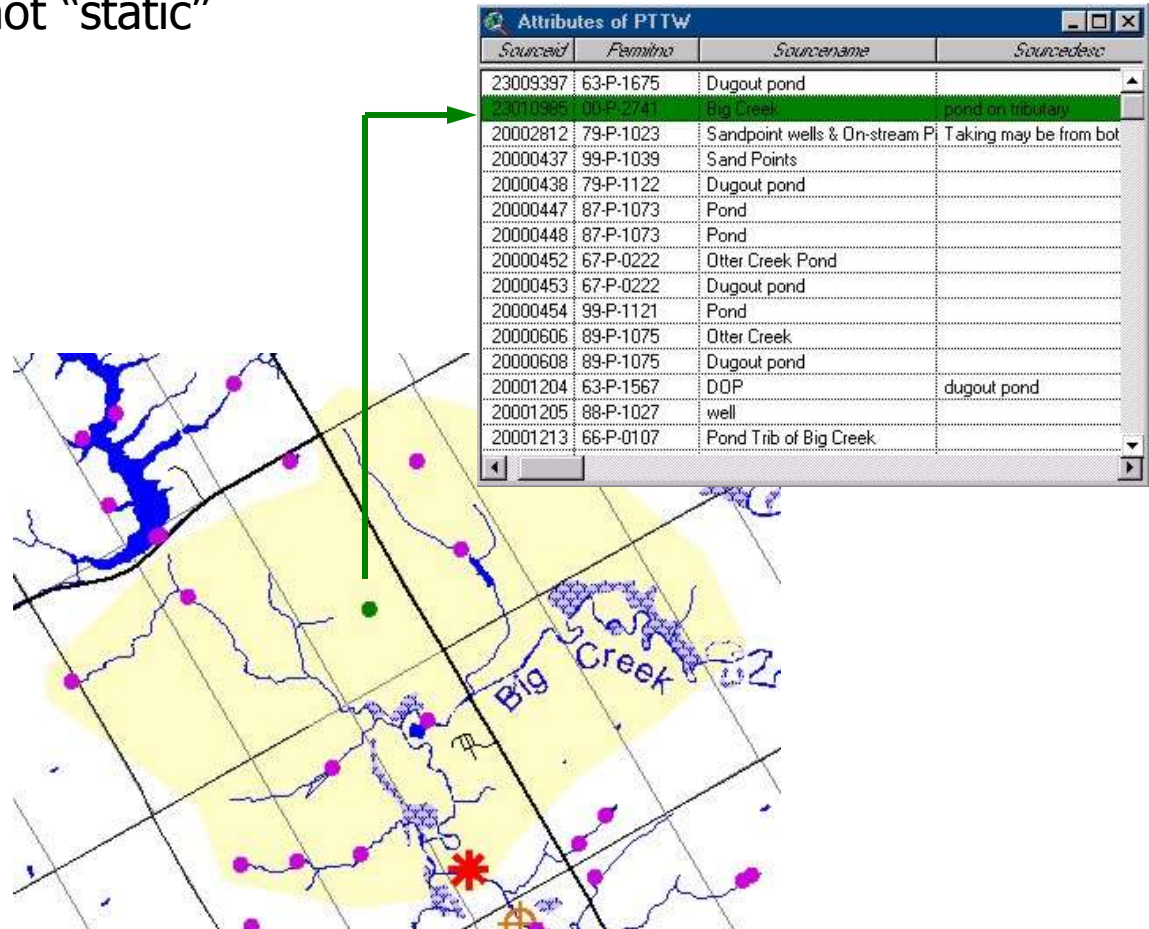 not “static”
Attributes of PTTW
Sourceid Permitno Sourcename Sourcedesc
23009397 63-P-1675 Dugout pond
23010985 00-P-2741 Big Creek pond on tributary
20002812 79-P-1023 Sandpoint wells & On-stream P Taking may be from bot
20000437 99-P-1039 Sand Points
20000438 79-P-1122 Dugout pond
20000447 87-P-1073 Pond
20000448 87-P-1073 Pond
20000452 67-P-0222 Otter Creek Pond
20000453 67-P-0222 Dugout pond
20000454 99-P-1121 Pond
20000606 89-P-1075 Otter Creek
20000608 89-P-1075 Dugout pond
20001204 63-P-1567 DOP dugout pond
20001205 88-P-1027 well
20001213 66-P-0107 Pond Trib of Big Creek
Big Creek